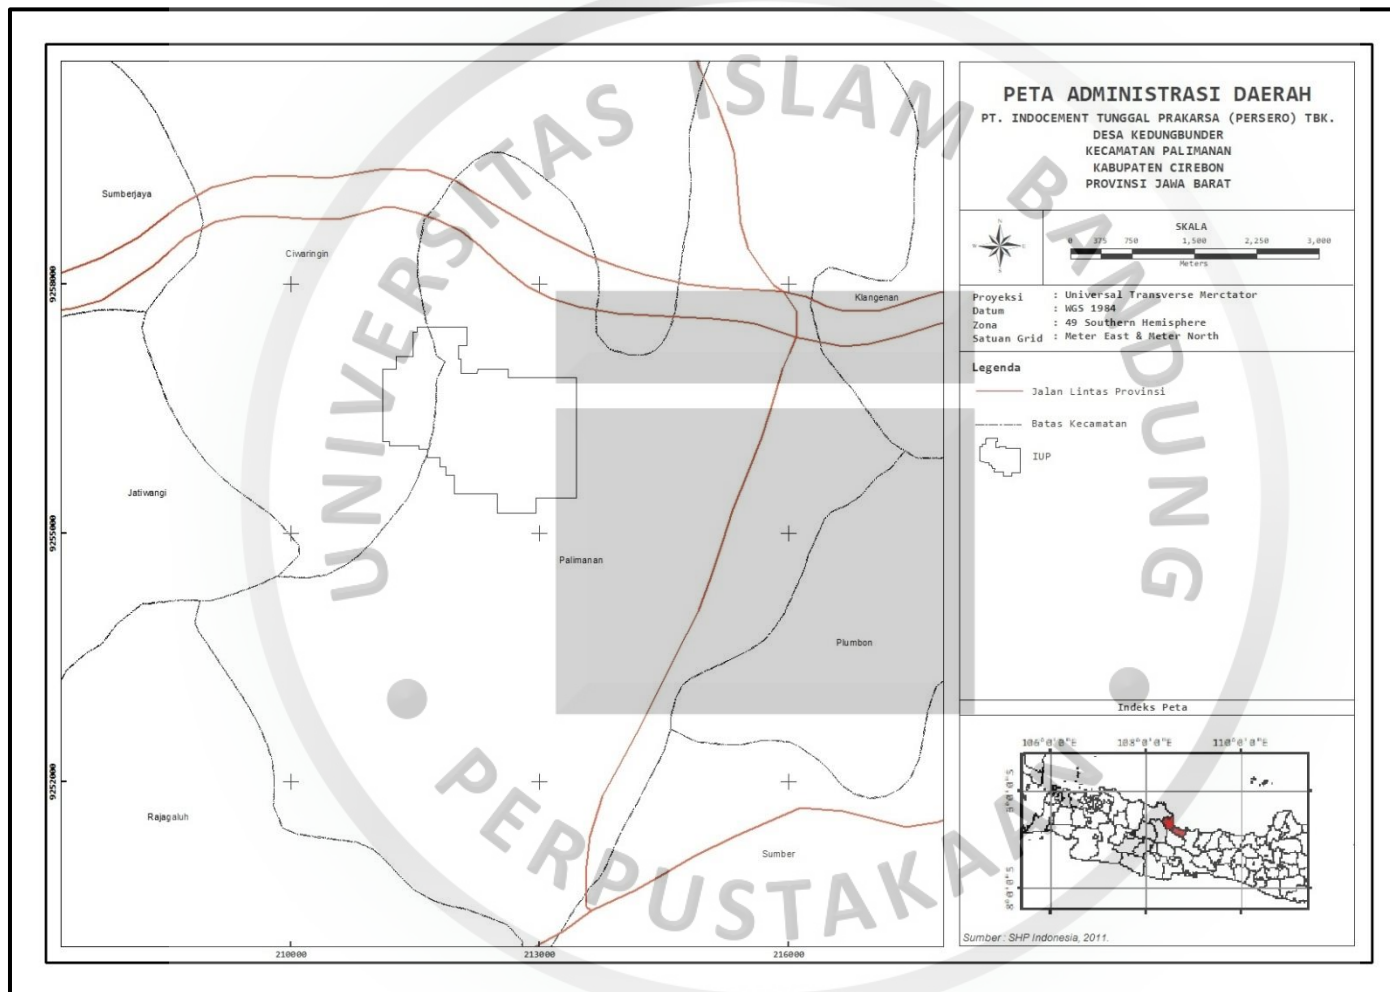 PETA ADMINISTRASI DAERAH
PT. INDOCEMENT TUNGGAL PRAKARSA (PERSERO) TBK.
DESA KEDUNGBUNDER
KECAMATAN PALIMANAN
KABUPATEN CIREBON
PROVINSI JAWA BARAT
SKALA
0 375 750 1,500 2,250 3,000
Meters
Proyeksi : Universal Transverse Merctator
Datum : WGS 1984
Zona : 49 Southern Hemisphere
Satuan Grid : Meter East & Meter North
Legenda
Jalan Lintas Provinsi
Batas Kecamatan
IUP
Indeks Peta
106°0'0"E 108°0'0"E 110°0'0"E
8°0'0"S
Sumber : SHP Indonesia, 2011.
Sumberjaya
Ciwaringin
Klangenan
Jatiwangi
Palimanan
Plumbon
Rajagaluh
Sumber
9258000
9255000
9252000
210000 213000 216000
UNIVERSITAS ISLAM BANDUNG
PERPUSTAKAAN